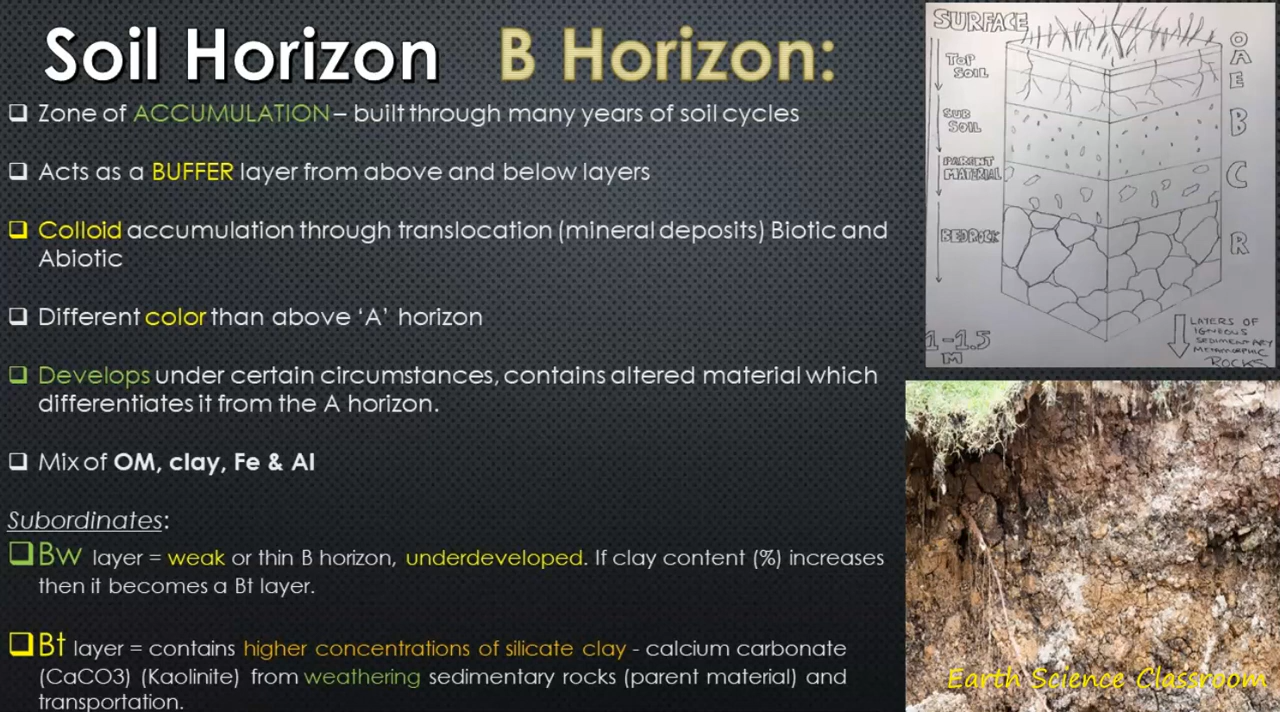 Soil Horizon B Horizon:
Zone of ACCUMULATION – built through many years of soil cycles
Acts as a BUFFER layer from above and below layers
Colloid accumulation through translocation (mineral deposits) Biotic and
Abiotic
Different color than above ‘A’ horizon
Develops under certain circumstances, contains altered material which
differentiates it from the A horizon.
Mix of OM, clay, Fe & Al
Subordinates:
Bw layer = weak or thin B horizon, underdeveloped. If clay content (%) increases
then it becomes a Bt layer.
Bt layer = contains higher concentrations of silicate clay - calcium carbonate
(CaCO3) (Kaolinite) from weathering sedimentary rocks (parent material) and
transportation.
SURFACE
TOP
SOIL
SUB
SOIL
PARENT
MATERIAL
BEDROCK
1-1.5
M
O
A
E
B
C
R
LAYERS OF
IGNEOUS
SEDIMENTARY
METAMORPHIC
ROCKS
Earth Science Classroom